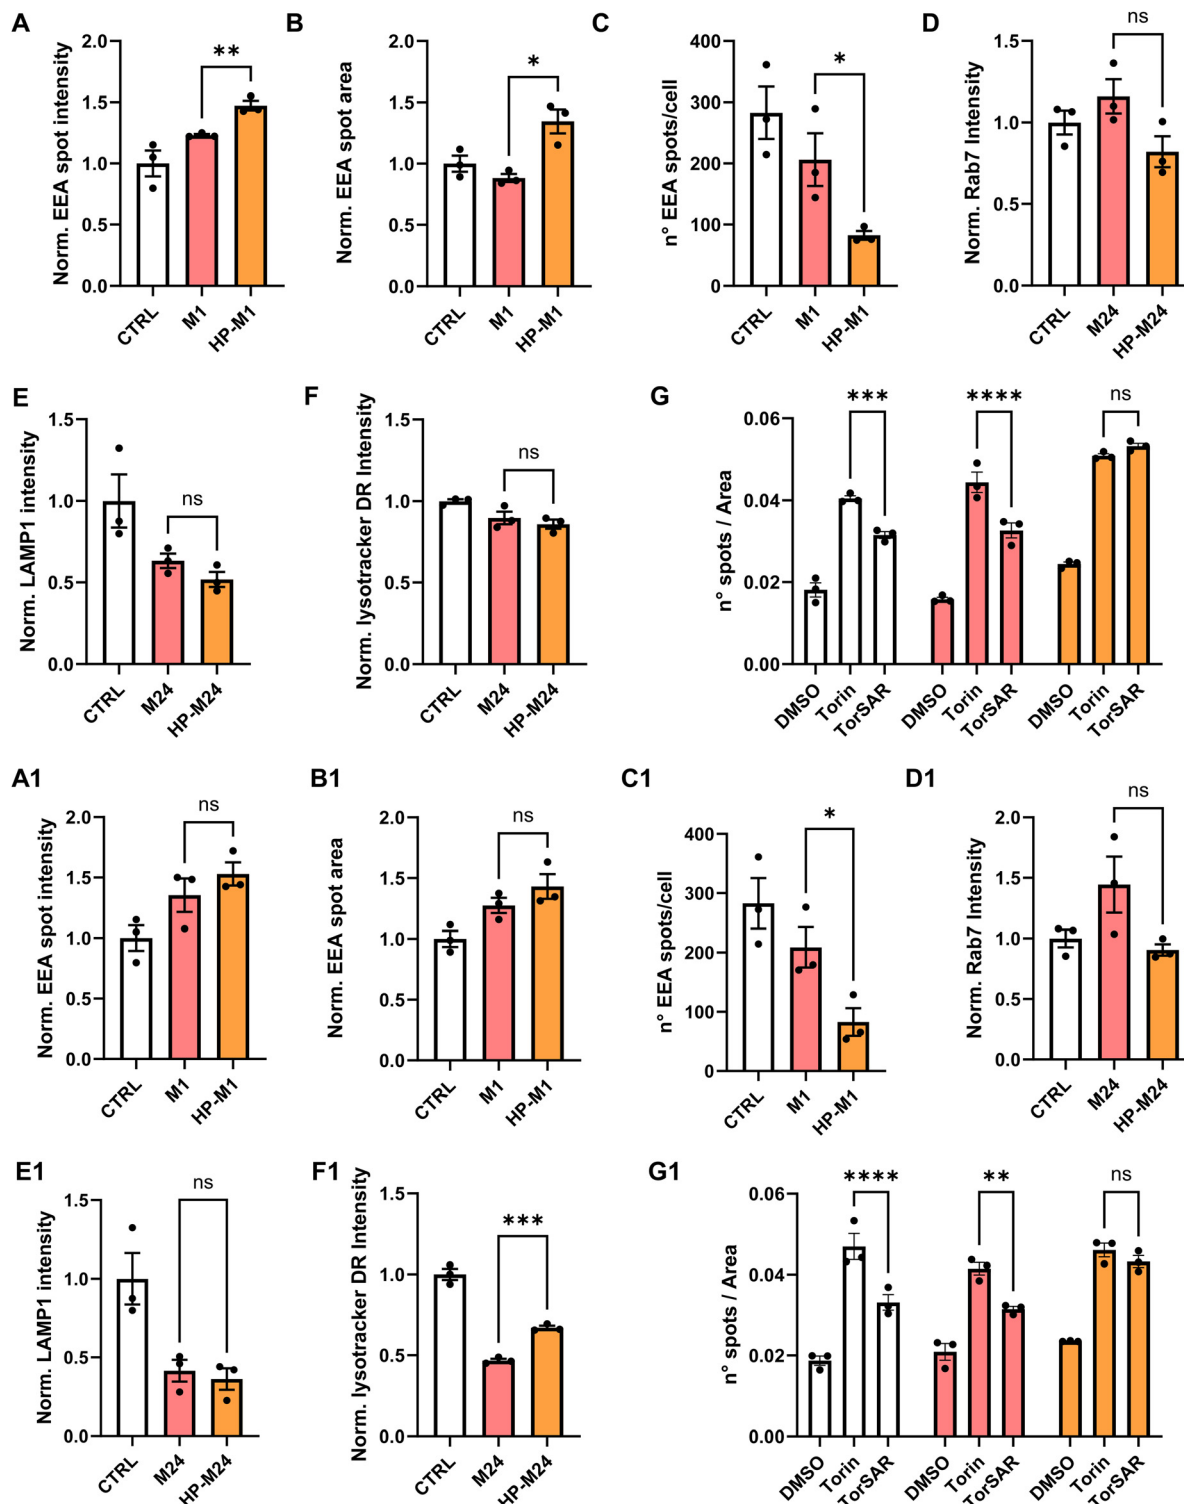 A
Norm. EEA spot intensity
2.0
1.5
1.0
0.5
0.0
**
CTRL
M1
HP-M1
B
Norm. EEA spot area
2.0
1.5
1.0
0.5
0.0
*
CTRL
M1
HP-M1
C
n° EEA spots/cell
400
300
200
100
0
*
CTRL
M1
HP-M1
D
Norm. Rab7 Intensity
1.5
1.0
0.5
0.0
ns
CTRL
M24
HP-M24
E
Norm. LAMP1 intensity
1.5
1.0
0.5
0.0
ns
CTRL
M24
HP-M24
F
Norm. lysotracker DR Intensity
1.5
1.0
0.5
0.0
ns
CTRL
M24
HP-M24
G
n° spots / Area
0.06
0.04
0.02
0.00
***
****
ns
DMSO
Torin
TorSAR
DMSO
Torin
TorSAR
DMSO
Torin
TorSAR
A1
Norm. EEA spot intensity
2.0
1.5
1.0
0.5
0.0
ns
CTRL
M1
HP-M1
B1
Norm. EEA spot area
2.0
1.5
1.0
0.5
0.0
ns
CTRL
M1
HP-M1
C1
n° EEA spots/cell
400
300
200
100
0
*
CTRL
M1
HP-M1
D1
Norm. Rab7 Intensity
2.0
1.5
1.0
0.5
0.0
ns
CTRL
M24
HP-M24
E1
Norm. LAMP1 intensity
1.5
1.0
0.5
0.0
ns
CTRL
M24
HP-M24
F1
Norm. lysotracker DR Intensity
1.5
1.0
0.5
0.0
***
CTRL
M24
HP-M24
G1
n° spots / Area
0.06
0.04
0.02
0.00
****
**
ns
DMSO
Torin
TorSAR
DMSO
Torin
TorSAR
DMSO
Torin
TorSAR